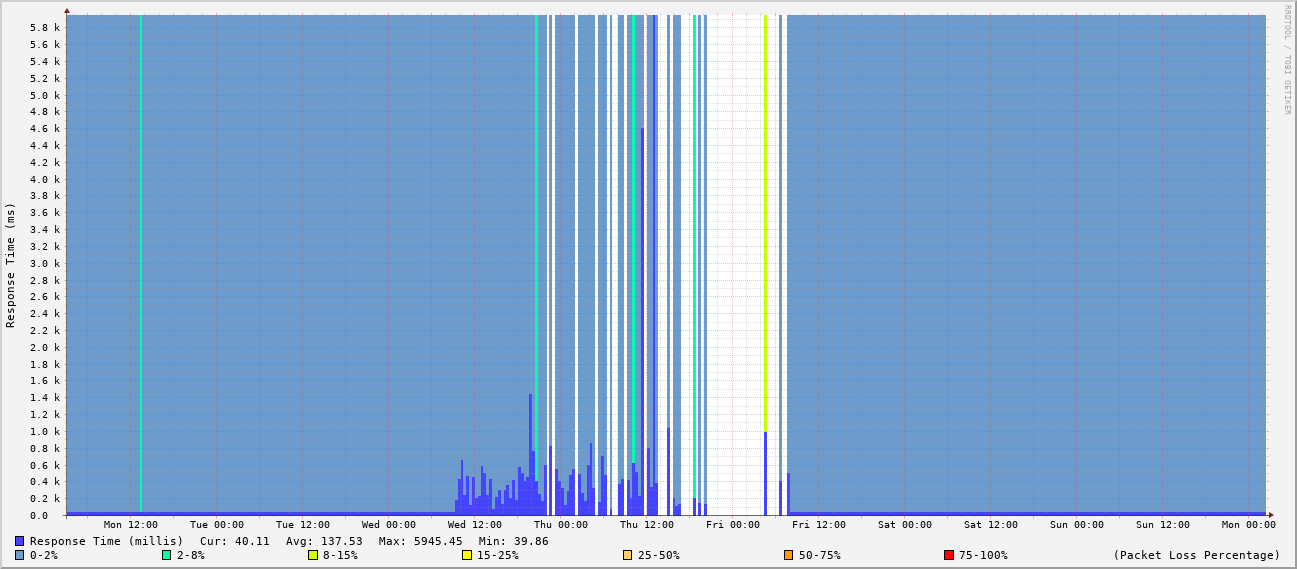 RRDTOOL / TOBI OETIKER
Response Time (ms)
5.8 k
5.6 k
5.4 k
5.2 k
5.0 k
4.8 k
4.6 k
4.4 k
4.2 k
4.0 k
3.8 k
3.6 k
3.4 k
3.2 k
3.0 k
2.8 k
2.6 k
2.4 k
2.2 k
2.0 k
1.8 k
1.6 k
1.4 k
1.2 k
1.0 k
0.8 k
0.6 k
0.4 k
0.2 k
0.0
Mon 12:00 Tue 00:00 Tue 12:00 Wed 00:00 Wed 12:00 Thu 00:00 Thu 12:00 Fri 00:00 Fri 12:00 Sat 00:00 Sat 12:00 Sun 00:00 Sun 12:00 Mon 00:00
Response Time (millis) Cur: 40.11 Avg: 137.53 Max: 5945.45 Min: 39.86
0-2% 2-8% 8-15% 15-25% 25-50% 50-75% 75-100% (Packet Loss Percentage)